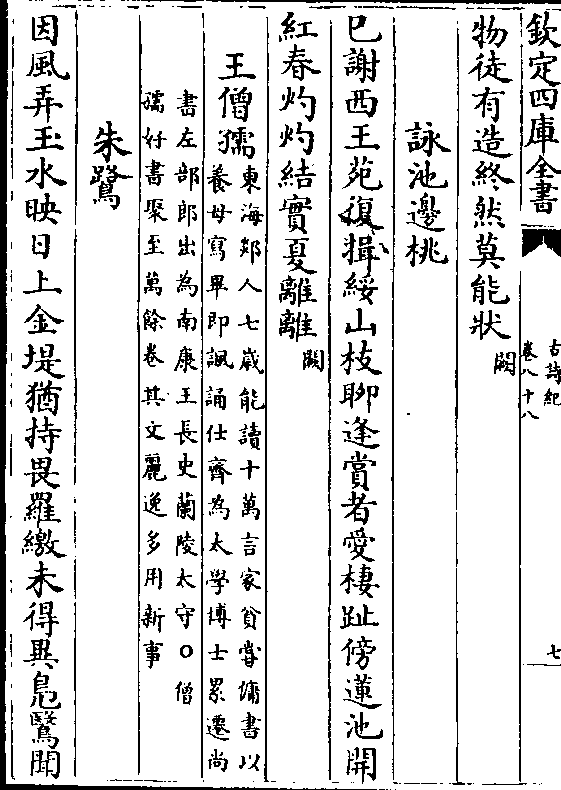 欽定四庫全書
古詩紀
卷八十八
七
物徒有造終然莫能狀闕
詠池邊桃
巳謝西王苑復揖綏山枝聊逢賞者愛棲趾傍蓮池開
紅春灼灼結實夏離離闕
王僧孺東海郯人七歲能讀十萬言家貧嘗傭書以
養母寫畢即諷誦仕齊為太學博士累遷尚
書左部郎出為南康王長史蘭陵太守○僧
孺好書聚至萬餘卷其文麗逸多用新事
朱鷺
因風弄玉水映日上金堤猶持畏羅繳未得異鳬鷖聞